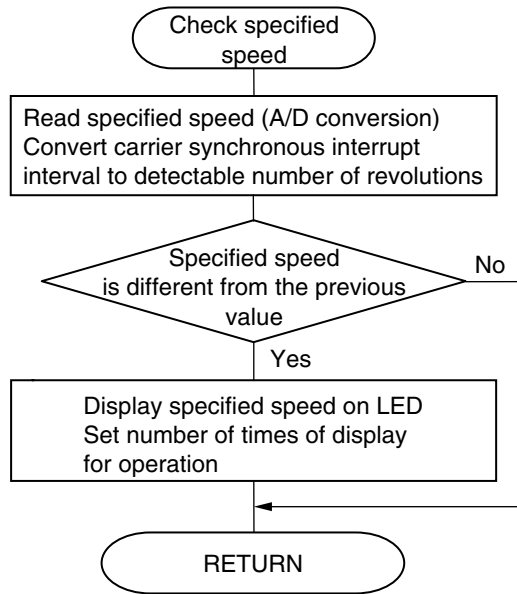 Check specified
speed
Read specified speed (A/D conversion)
Convert carrier synchronous interrupt
interval to detectable number of revolutions
Specified speed
is different from the previous
value
No
Yes
Display specified speed on LED
Set number of times of display
for operation
RETURN